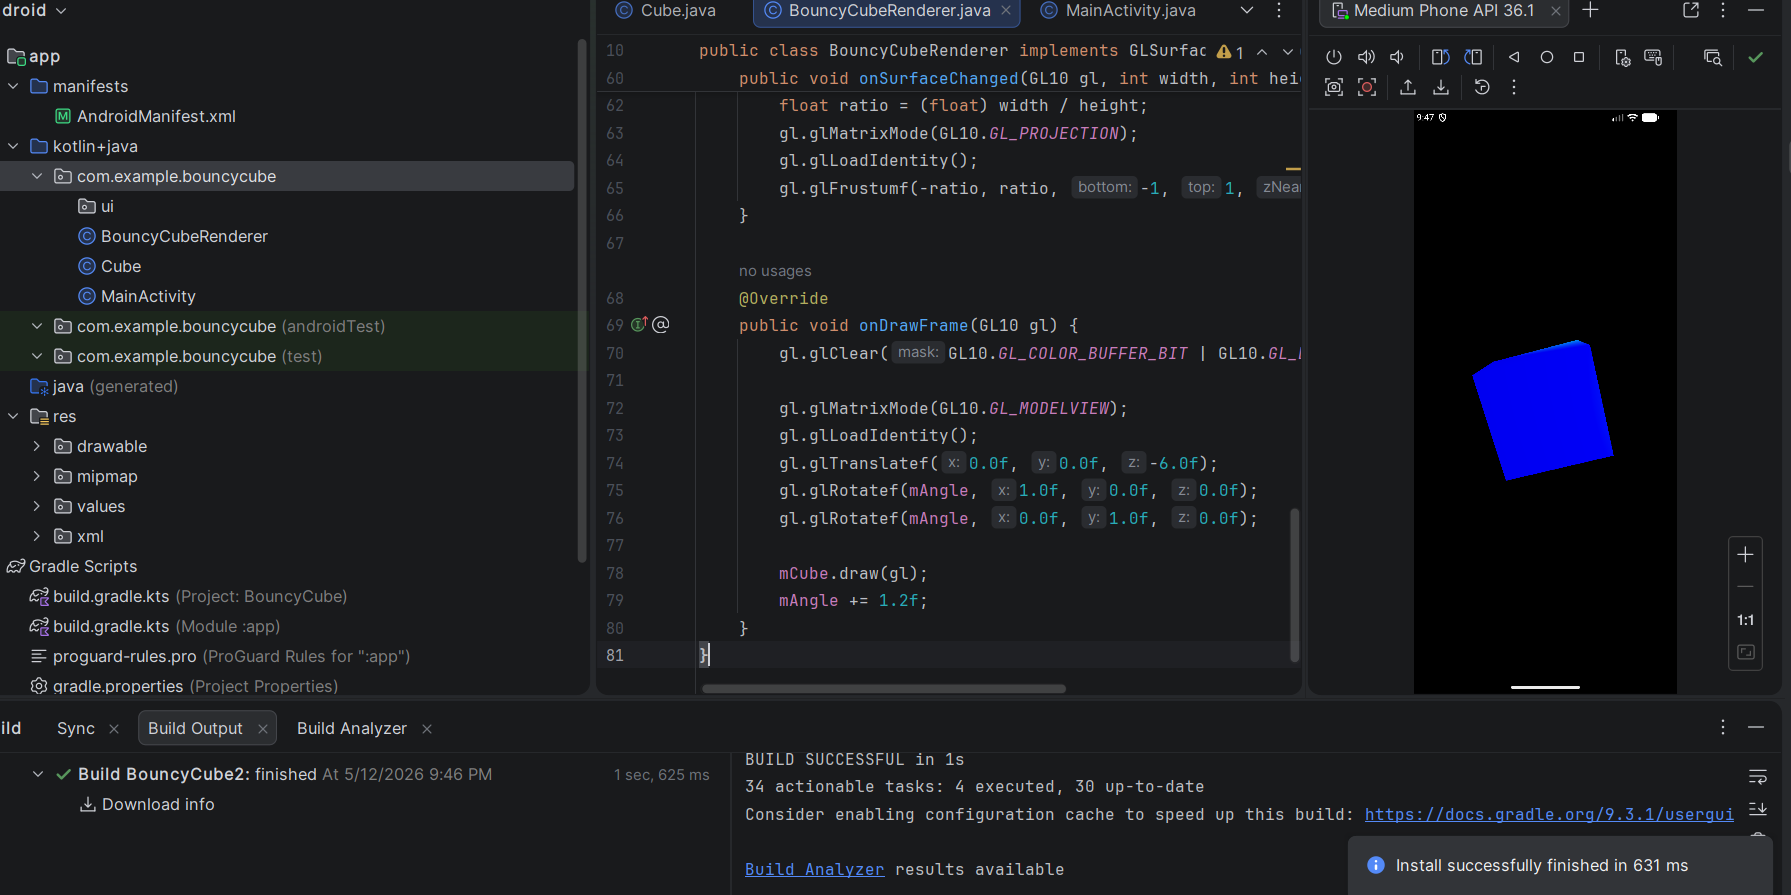 droid
app
manifests
AndroidManifest.xml
kotlin+java
com.example.bouncycube
ui
BouncyCubeRenderer
Cube
MainActivity
com.example.bouncycube (androidTest)
com.example.bouncycube (test)
java (generated)
res
drawable
mipmap
values
xml
Gradle Scripts
build.gradle.kts (Project: BouncyCube)
build.gradle.kts (Module :app)
proguard-rules.pro (ProGuard Rules for ":app")
gradle.properties (Project Properties)
Cube.java BouncyCubeRenderer.java MainActivity.java
10 public class BouncyCubeRenderer implements GLSurfac 1
60 public void onSurfaceChanged(GL10 gl, int width, int hei
62 float ratio = (float) width / height;
63 gl.glMatrixMode(GL10.GL_PROJECTION);
64 gl.glLoadIdentity();
65 gl.glFrustumf(-ratio, ratio, bottom: -1, top: 1, zNea
66 }
67
no usages
68 @Override
69 public void onDrawFrame(GL10 gl) {
70 gl.glClear( mask: GL10.GL_COLOR_BUFFER_BIT | GL10.GL_
71
72 gl.glMatrixMode(GL10.GL_MODELVIEW);
73 gl.glLoadIdentity();
74 gl.glTranslatef( x: 0.0f, y: 0.0f, z: -6.0f);
75 gl.glRotatef(mAngle, x: 1.0f, y: 0.0f, z: 0.0f);
76 gl.glRotatef(mAngle, x: 0.0f, y: 1.0f, z: 0.0f);
77
78 mCube.draw(gl);
79 mAngle += 1.2f;
80 }
81 }
Medium Phone API 36.1
9:47
1:1
ild Sync Build Output Build Analyzer
Build BouncyCube2: finished At 5/12/2026 9:46 PM 1 sec, 625 ms
Download info
BUILD SUCCESSFUL in 1s
34 actionable tasks: 4 executed, 30 up-to-date
Consider enabling configuration cache to speed up this build: https://docs.gradle.org/9.3.1/usergui
Build Analyzer results available
Install successfully finished in 631 ms